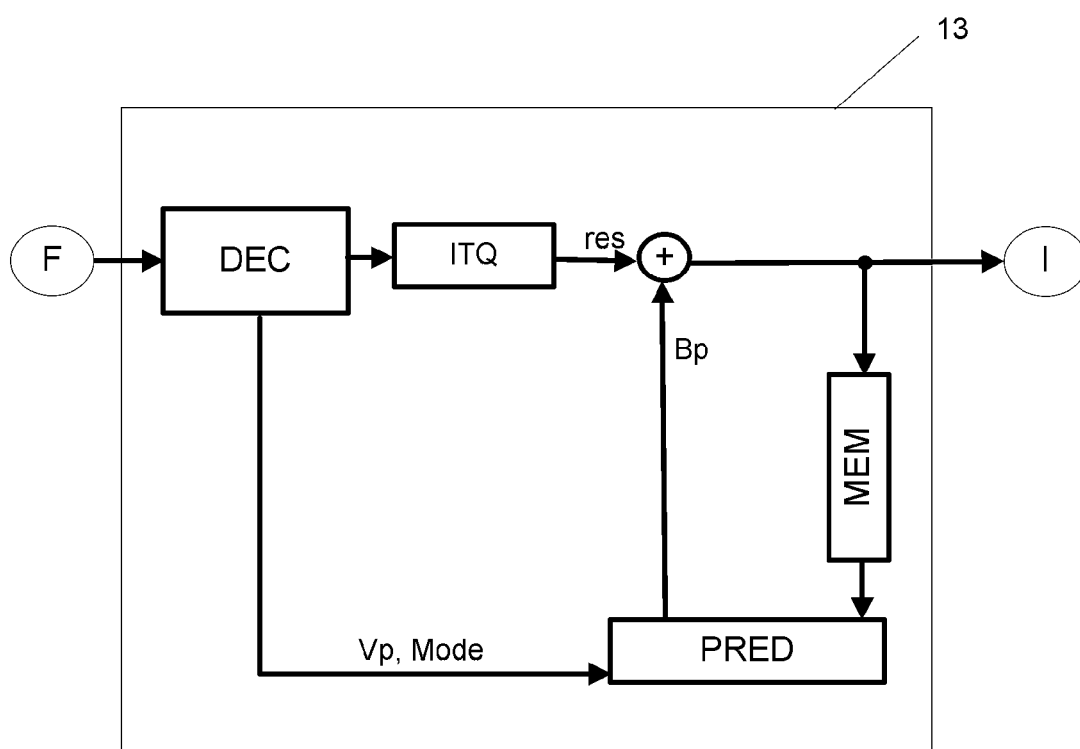 13
F
DEC
ITQ
res
+
I
Bp
MEM
Vp, Mode
PRED